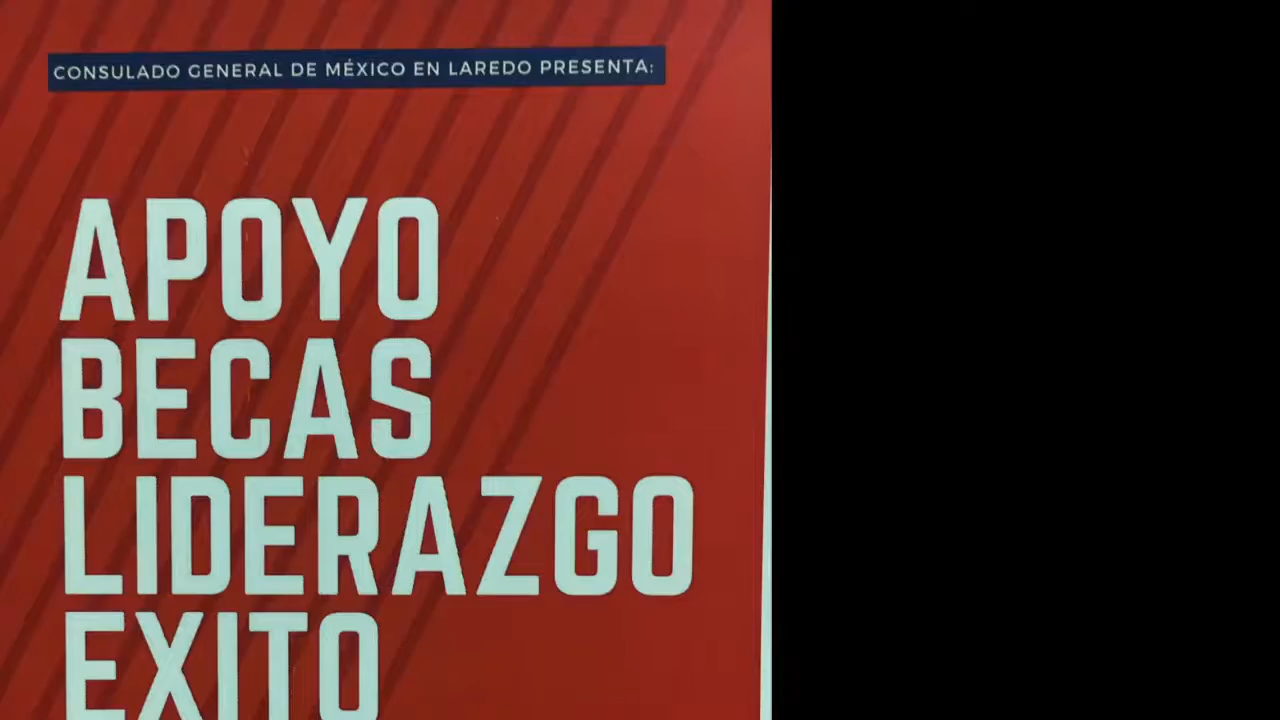 CONSULADO GENERAL DE MÉXICO EN LAREDO PRESENTA:
APOYO
BECAS
LIDERAZGO
EXITO